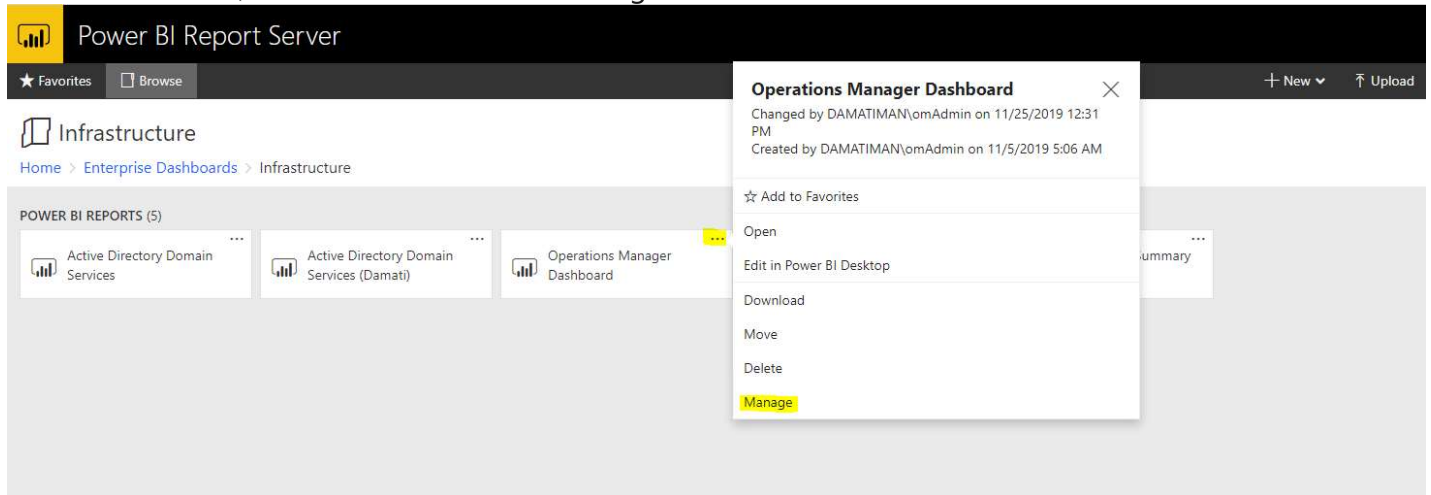 Power BI Report Server
Favorites
Browse
New
Upload
Infrastructure
Home > Enterprise Dashboards > Infrastructure
POWER BI REPORTS (5)
...
Active Directory Domain
Services
...
Active Directory Domain
Services (Damati)
...
Operations Manager
Dashboard
Operations Manager Dashboard
Changed by DAMATIMAN\omAdmin on 11/25/2019 12:31
PM
Created by DAMATIMAN\omAdmin on 11/5/2019 5:06 AM
Add to Favorites
Open
Edit in Power BI Desktop
Download
Move
Delete
Manage
...
ummary